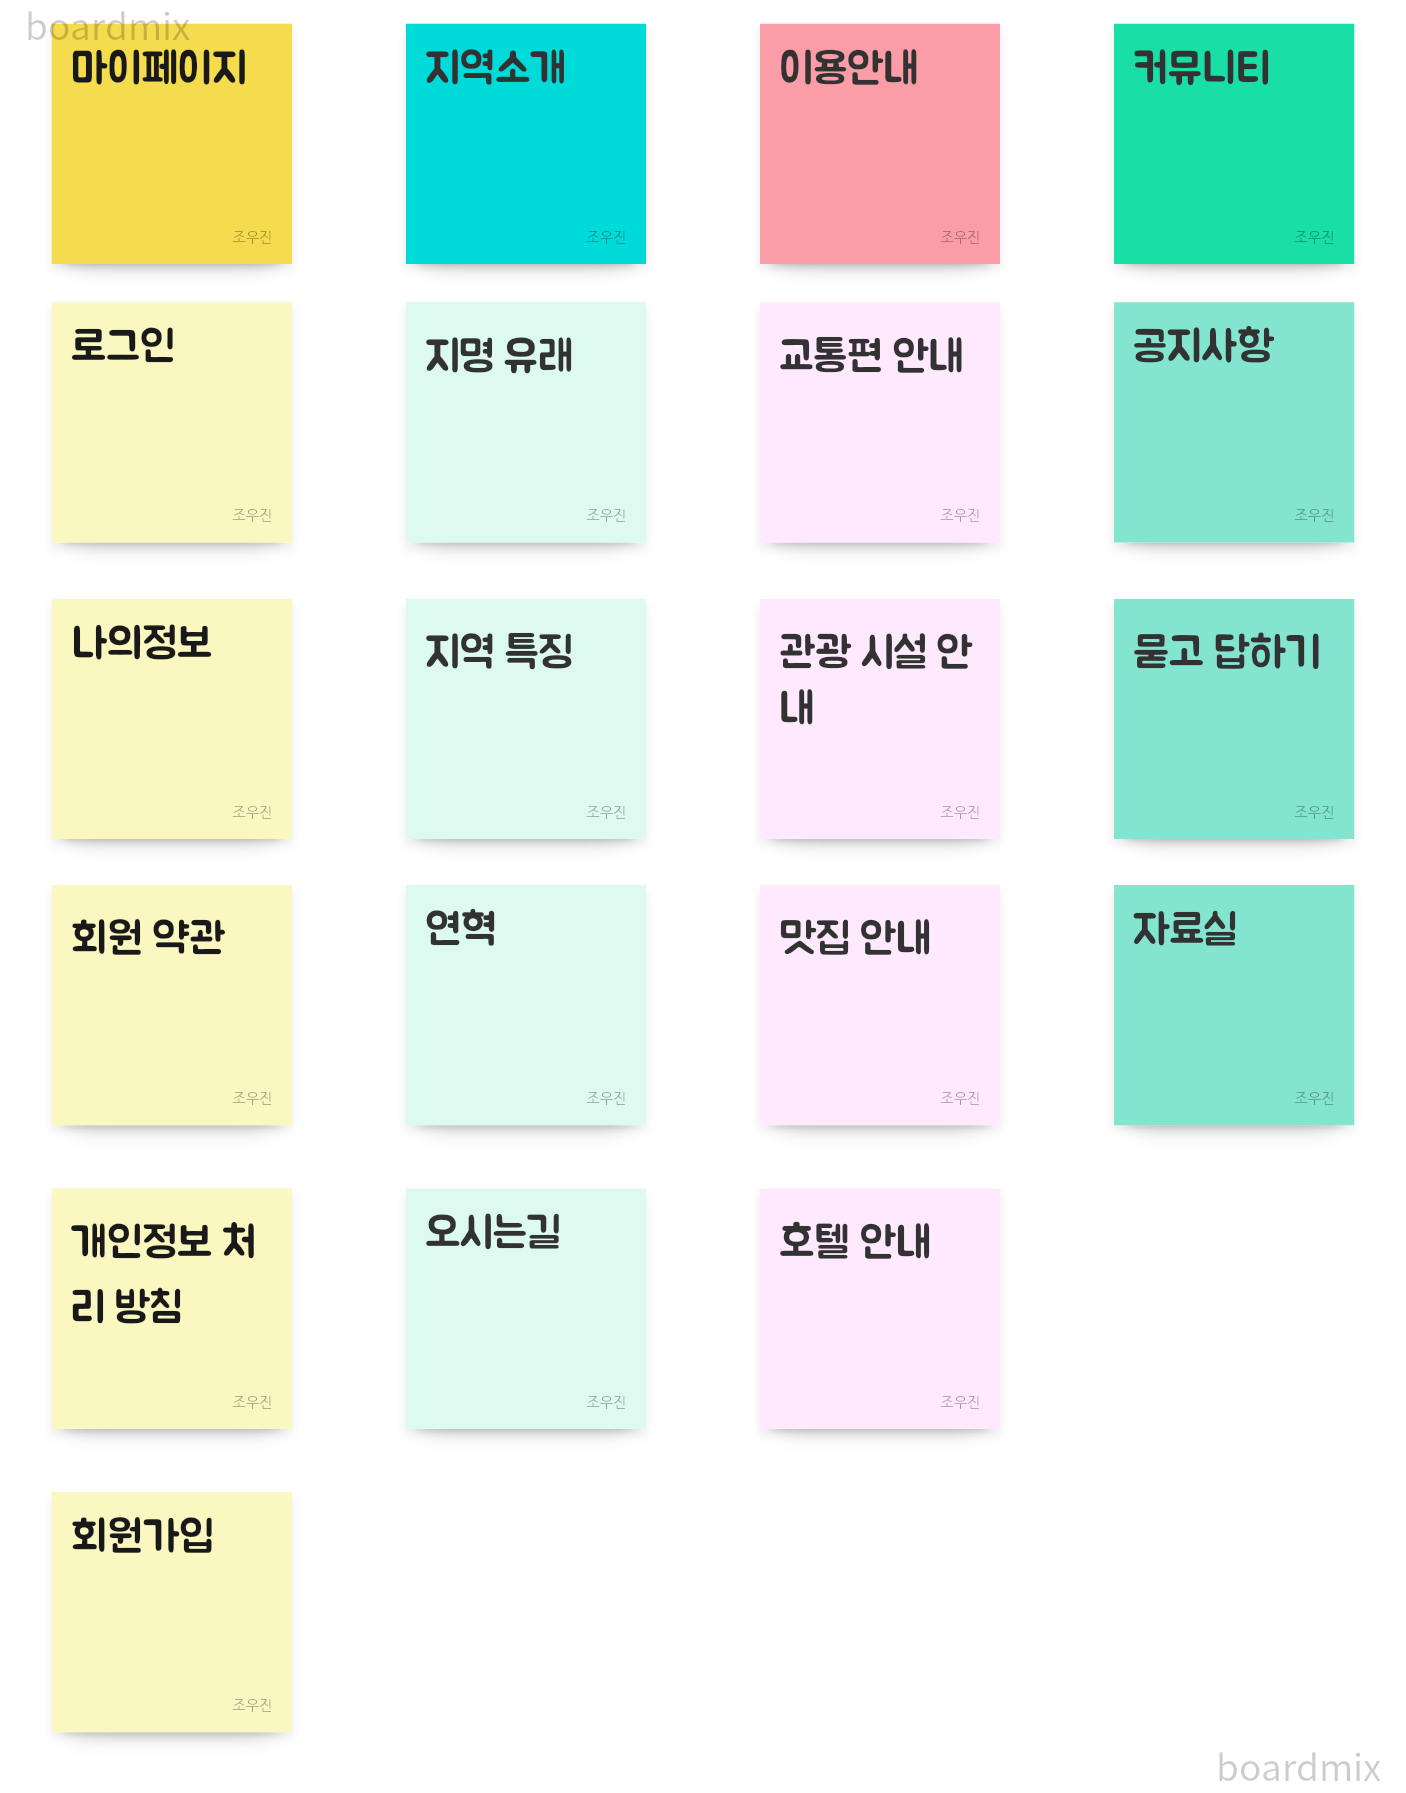 boardmix
마이페이지
조우진
지역소개
조우진
이용안내
조우진
커뮤니티
조우진
로그인
조우진
지명 유래
조우진
교통편 안내
조우진
공지사항
조우진
나의정보
조우진
지역 특징
조우진
관광 시설 안
내
조우진
묻고 답하기
조우진
회원 약관
조우진
연혁
조우진
맛집 안내
조우진
자료실
조우진
개인정보 처
리 방침
조우진
오시는길
조우진
호텔 안내
조우진
회원가입
조우진
boardmix